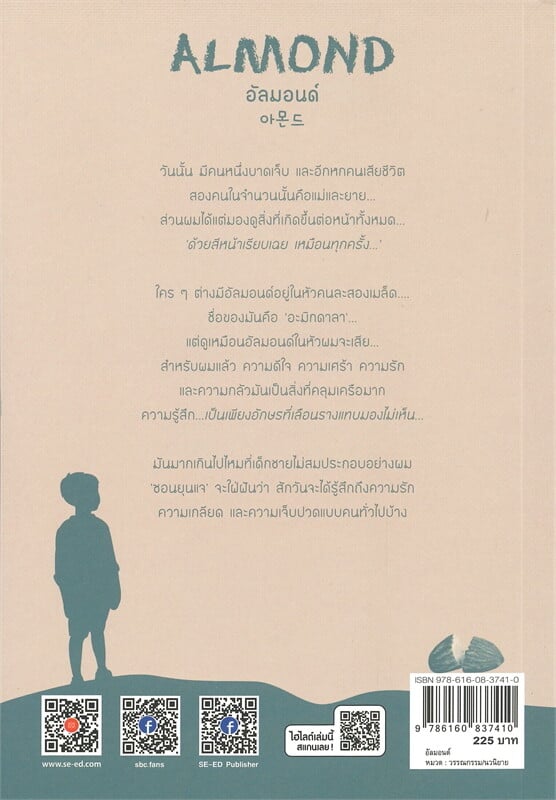 ALMOND
อัลมอนด์
아몬드
วันนั้น มีคนหนึ่งบาดเจ็บ และอีกหกคนเสียชีวิต
สองคนในจำนวนนั้นคือแม่และยาย...
ส่วนผมได้แต่มองดูสิ่งที่เกิดขึ้นต่อหน้าทั้งหมด...
'ด้วยสีหน้าเรียบเฉย เหมือนทุกครั้ง...'
ใคร ๆ ต่างมีอัลมอนด์อยู่ในหัวคนละสองเมล็ด....
ชื่อของมันคือ 'อะมิกดาลา'...
แต่ดูเหมือนอัลมอนด์ในหัวผมจะเสีย...
สำหรับผมแล้ว ความดีใจ ความเศร้า ความรัก
และความกลัวมันเป็นสิ่งที่คลุมเครือมาก
ความรู้สึก...เป็นเพียงอักษรที่เลือนรางแทบมองไม่เห็น...
มันมากเกินไปไหมที่เด็กชายไม่สมประกอบอย่างผม
'ซอนยุนแจ' จะใฝ่ฝันว่า สักวันจะได้รู้สึกถึงความรัก
ความเกลียด และความเจ็บปวดแบบคนทั่วไปบ้าง
ISBN 978-616-08-3741-0
9 786160 837410
225 บาท
อัลมอนด์
หมวด : วรรณกรรม/นวนิยาย
ไฮไลต์เล่มนี้
สแกนเลย!
www.se-ed.com
sbc.fans
SE-ED Publisher